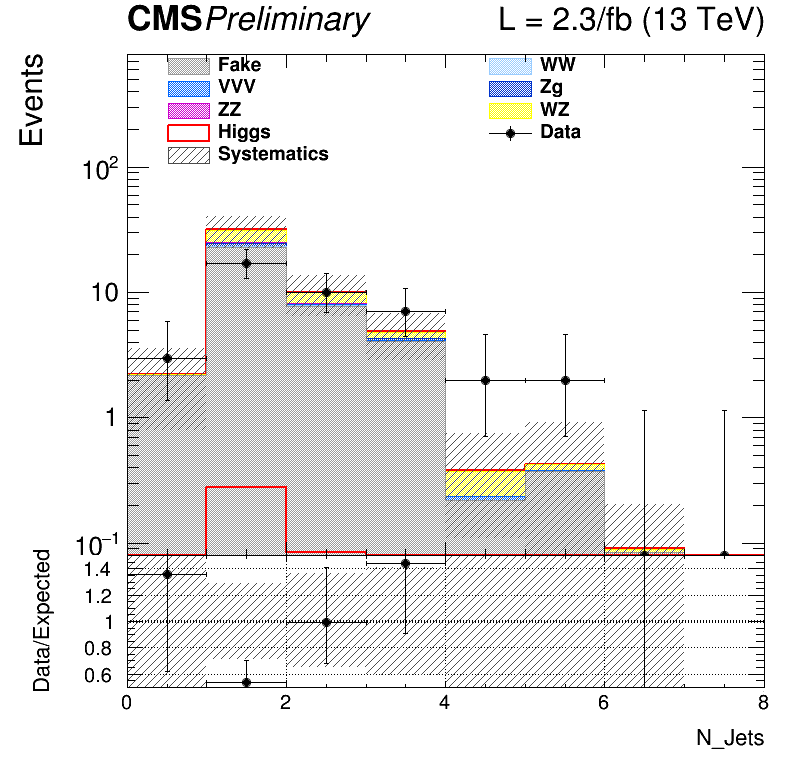 CMS Preliminary L = 2.3/fb (13 TeV)
Events
Fake WW
VVV Zg
ZZ WZ
Higgs Data
Systematics
10²
10
1
10⁻¹
Data/Expected
1.4
1.2
1
0.8
0.6
0 2 4 6 8
N_Jets